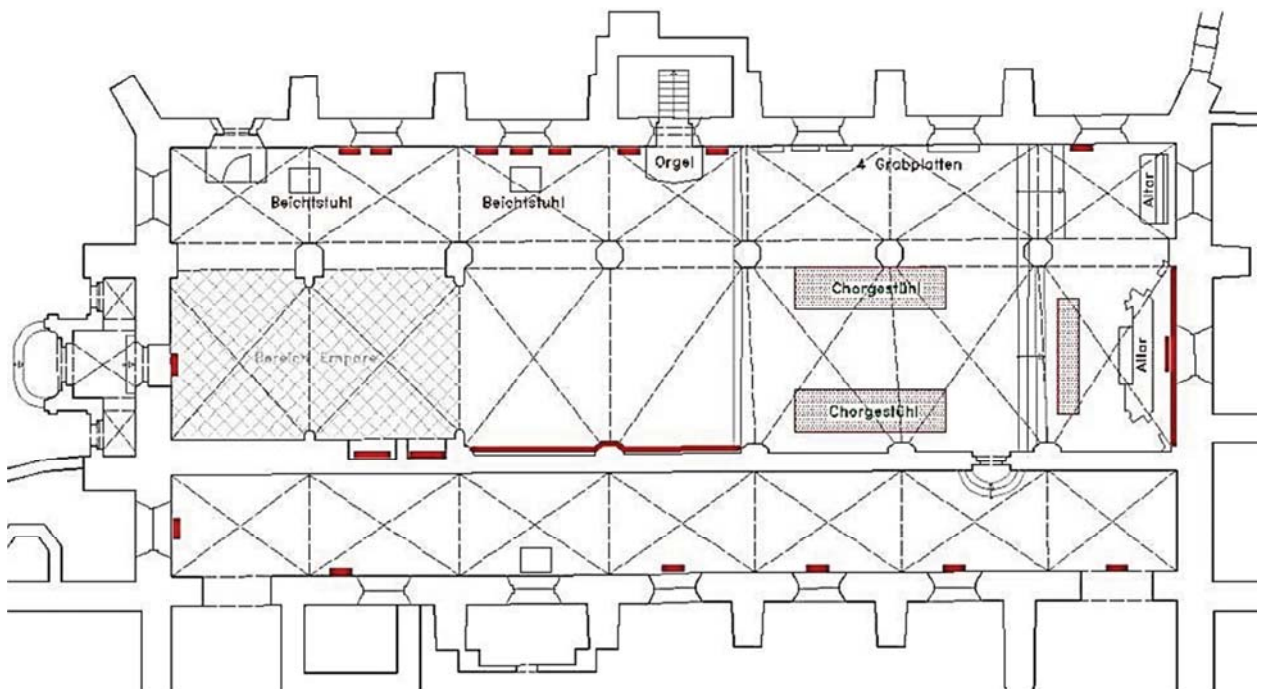 Orgel
4 Grabplatten
Beichtstuhl
Beichtstuhl
Altar
Chorgestühl
Bereich Empore
Altar
Chorgestühl